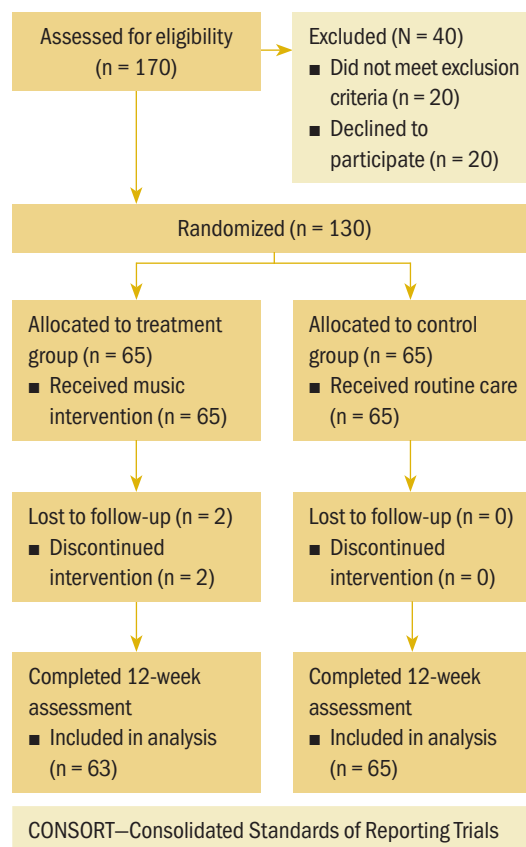 Assessed for eligibility
(n = 170)
Excluded (N = 40)
■ Did not meet exclusion
criteria (n = 20)
■ Declined to
participate (n = 20)
Randomized (n = 130)
Allocated to treatment
group (n = 65)
■ Received music
intervention (n = 65)
Allocated to control
group (n = 65)
■ Received routine care
(n = 65)
Lost to follow-up (n = 2)
■ Discontinued
intervention (n = 2)
Lost to follow-up (n = 0)
■ Discontinued
intervention (n = 0)
Completed 12-week
assessment
■ Included in analysis
(n = 63)
Completed 12-week
assessment
■ Included in analysis
(n = 65)
CONSORT—Consolidated Standards of Reporting Trials